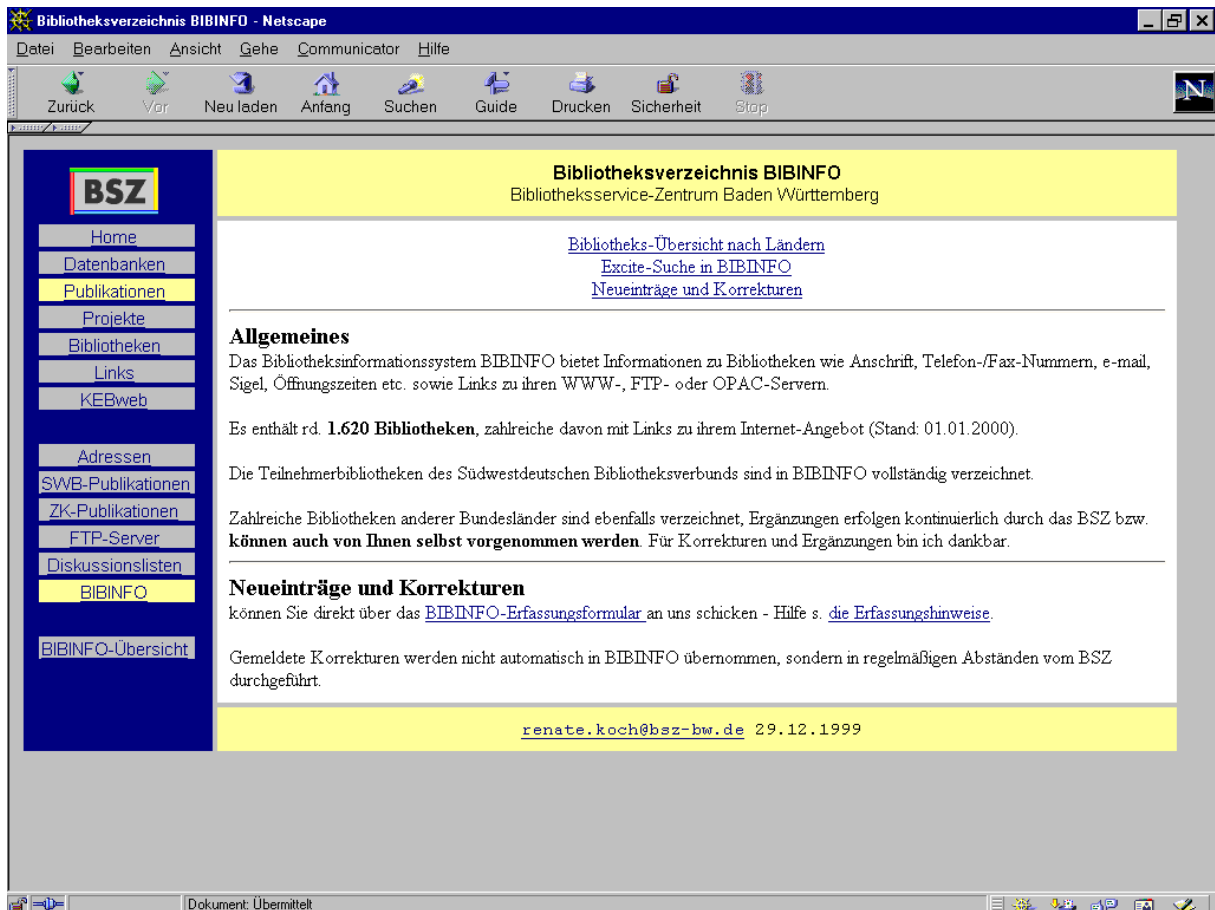 Bibliotheksverzeichnis BIBINFO - Netscape
Datei Bearbeiten Ansicht Gehe Communicator Hilfe
Zurück Vor Neu laden Anfang Suchen Guide Drucken Sicherheit Stop
N
BSZ
Home
Datenbanken
Publikationen
Projekte
Bibliotheken
Links
KEBweb
Adressen
SWB-Publikationen
ZK-Publikationen
FTP-Server
Diskussionslisten
BIBINFO
BIBINFO-Übersicht
Bibliotheksverzeichnis BIBINFO
Bibliotheksservice-Zentrum Baden Württemberg
Bibliotheks-Übersicht nach Ländern
Excite-Suche in BIBINFO
Neueinträge und Korrekturen
Allgemeines
Das Bibliotheksinformationssystem BIBINFO bietet Informationen zu Bibliotheken wie Anschrift, Telefon-/Fax-Nummern, e-mail,
Sigel, Öffnungszeiten etc. sowie Links zu ihren WWW-, FTP- oder OPAC-Servern.
Es enthält rd. 1.620 Bibliotheken, zahlreiche davon mit Links zu ihrem Internet-Angebot (Stand: 01.01.2000).
Die Teilnehmerbibliotheken des Südwestdeutschen Bibliotheksverbunds sind in BIBINFO vollständig verzeichnet.
Zahlreiche Bibliotheken anderer Bundesländer sind ebenfalls verzeichnet, Ergänzungen erfolgen kontinuierlich durch das BSZ bzw.
können auch von Ihnen selbst vorgenommen werden. Für Korrekturen und Ergänzungen bin ich dankbar.
Neueinträge und Korrekturen
können Sie direkt über das BIBINFO-Erfassungsformular an uns schicken - Hilfe s. die Erfassungshinweise.
Gemeldete Korrekturen werden nicht automatisch in BIBINFO übernommen, sondern in regelmäßigen Abständen vom BSZ
durchgeführt.
renate.koch@bsz-bw.de 29.12.1999
Dokument: Übermittelt